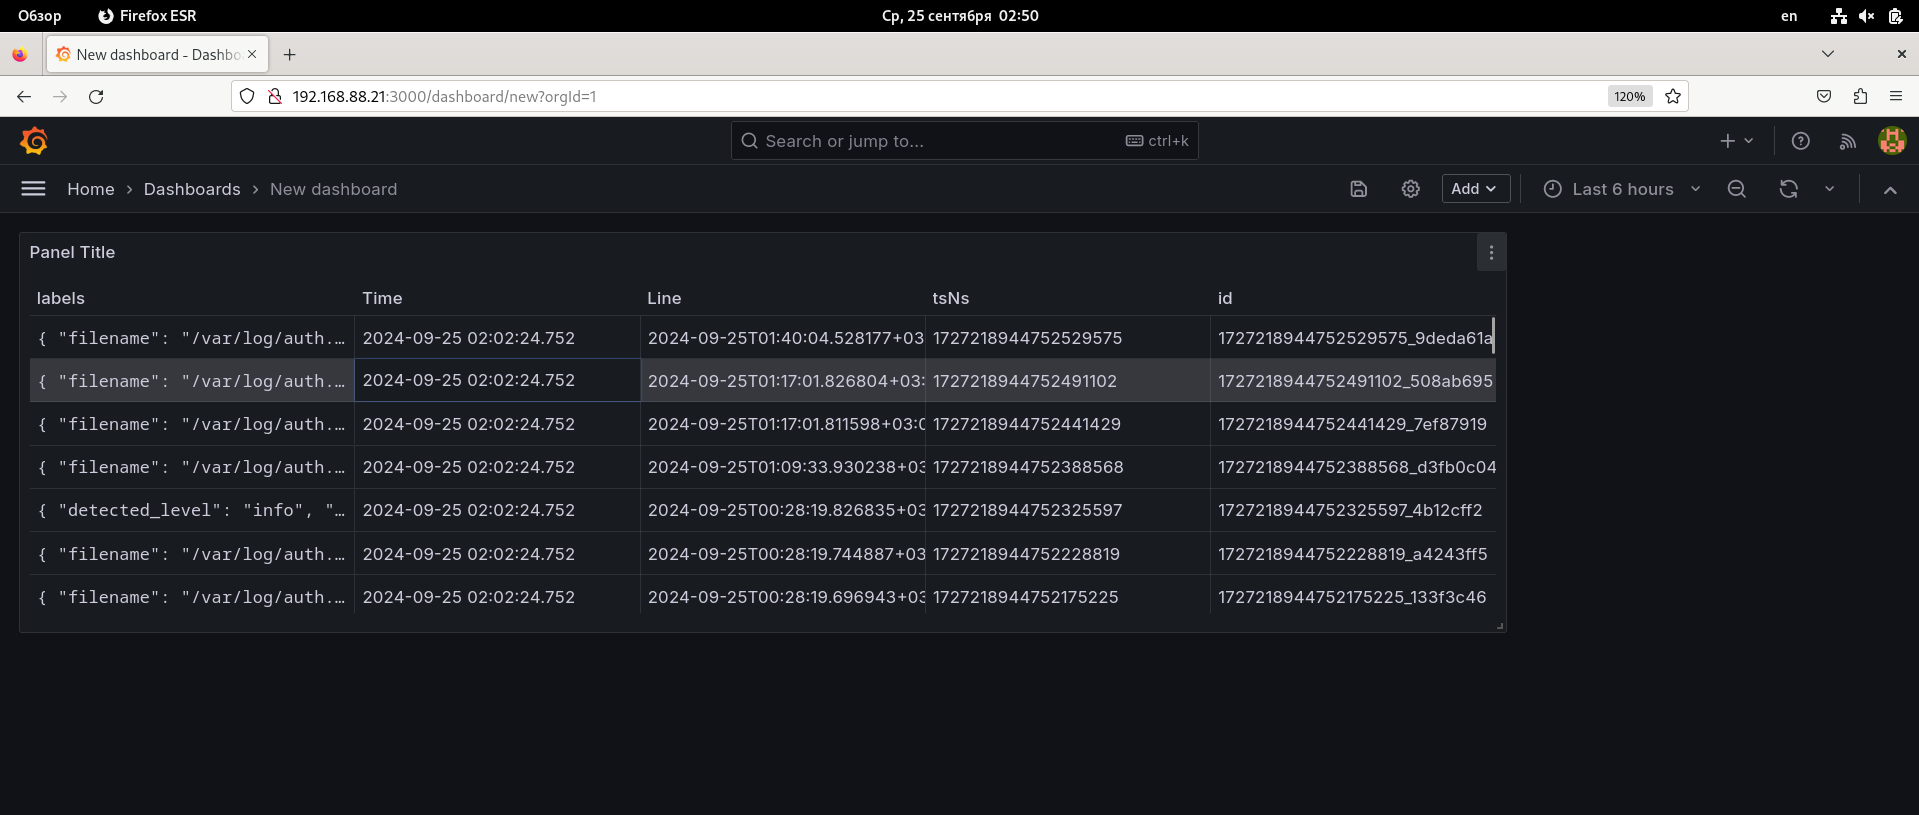 Обзор Firefox ESR Ср, 25 сентября 02:50 en
New dashboard - Dashbo
192.168.88.21:3000/dashboard/new?orgId=1 120%
Search or jump to... ctrl+k
Home › Dashboards › New dashboard Add Last 6 hours
Panel Title
labels Time Line tsNs id
{ "filename": "/var/log/auth.… 2024-09-25 02:02:24.752 2024-09-25T01:40:04.528177+03 1727218944752529575 1727218944752529575_9deda61a
{ "filename": "/var/log/auth.… 2024-09-25 02:02:24.752 2024-09-25T01:17:01.826804+03: 1727218944752491102 1727218944752491102_508ab695
{ "filename": "/var/log/auth.… 2024-09-25 02:02:24.752 2024-09-25T01:17:01.811598+03:0 1727218944752441429 1727218944752441429_7ef87919
{ "filename": "/var/log/auth.… 2024-09-25 02:02:24.752 2024-09-25T01:09:33.930238+03 1727218944752388568 1727218944752388568_d3fb0c04
{ "detected_level": "info", "… 2024-09-25 02:02:24.752 2024-09-25T00:28:19.826835+03 1727218944752325597 1727218944752325597_4b12cff2
{ "filename": "/var/log/auth.… 2024-09-25 02:02:24.752 2024-09-25T00:28:19.744887+03 1727218944752228819 1727218944752228819_a4243ff5
{ "filename": "/var/log/auth.… 2024-09-25 02:02:24.752 2024-09-25T00:28:19.696943+03 1727218944752175225 1727218944752175225_133f3c46